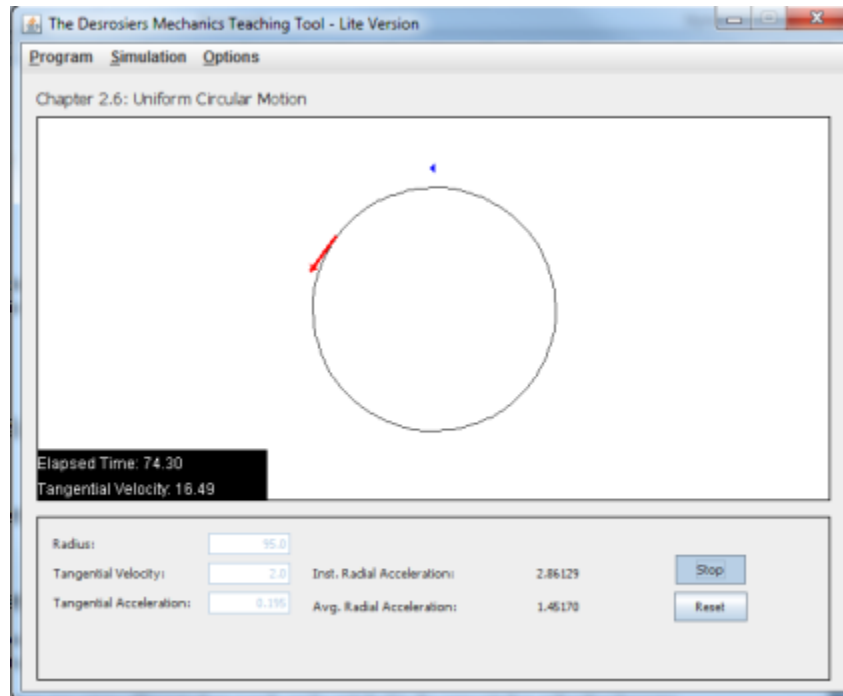 The Desrosiers Mechanics Teaching Tool - Lite Version
Program Simulation Options
Chapter 2.6: Uniform Circular Motion
Elapsed Time: 74.30
Tangential Velocity: 16.49
Radius: 95.0
Tangential Velocity: 2.0 Inst. Radial Acceleration: 2.86129 Stop
Tangential Acceleration: 0.195 Avg. Radial Acceleration: 1.45170 Reset